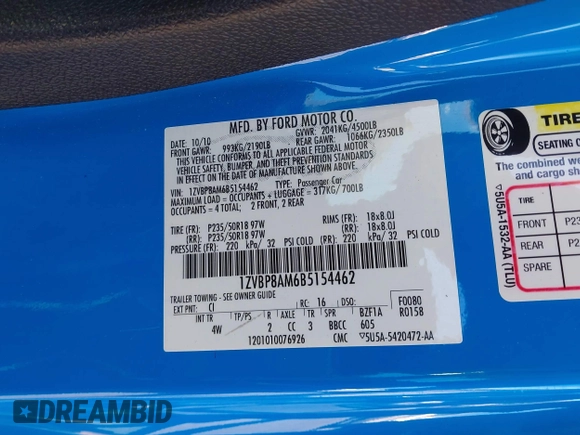 MFD. BY FORD MOTOR CO.
10/10 GVWR: 2041KG/4500LB
FRONT GAWR: 993KG/2190LB REAR GAWR: 1066KG/2350LB
THIS VEHICLE CONFORMS TO ALL APPLICABLE FEDERAL MOTOR
VEHICLE SAFETY, BUMPER, AND THEFT PREVENTION STANDARDS
IN EFFECT ON THE DATE OF MANUFACTURE SHOWN ABOVE.
VIN: 1ZVBP8AM6B5154462 TYPE: Passenger Car
MAXIMUM LOAD = OCCUPANTS + LUGGAGE = 317KG/ 700LB
OCCUPANTS = 4 TOTAL: 2 FRONT, 2 REAR
TIRE (FR): P235/50R18 97W RIMS (FR): 18x8.0J
(RR): P235/50R18 97W (RR): 18x8.0J
PRESSURE (FR): 220 kPa/ 32 PSI COLD (RR): 220 kPa/ 32 PSI COLD
1ZVBP8AM6B5154462
TRAILER TOWING - SEE OWNER GUIDE
EXT PNT: CI RC: 16 DSO: F0080
R0158
INT TR TP/PS R AXLE TR SPR BZF1A
4W 2 CC 3 BBCC 605
1201010076926 CMC ▽5U5A-5420472-AA
TIRE
SEATING
The combined
and cargo
TIRE
FRONT P23
REAR P2
SPARE
▽5U5A-1532-AA (TLU)
DREAMBID